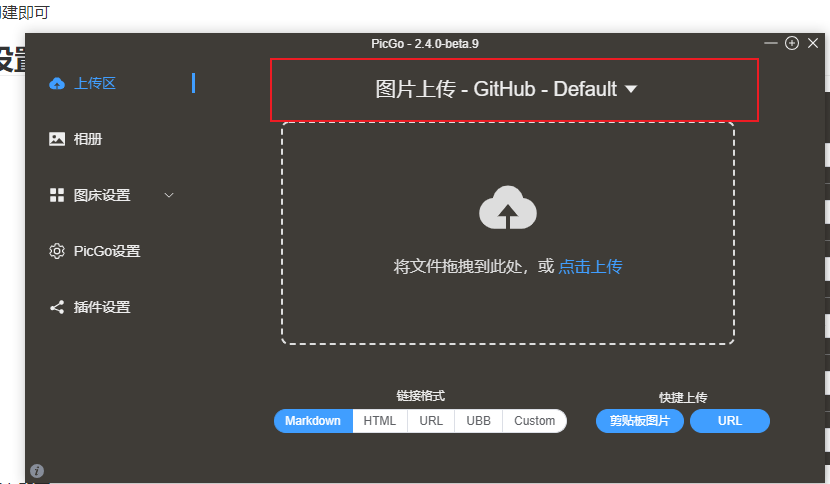 建即可
PicGo - 2.4.0-beta.9
设置
上传区
图片上传 - GitHub - Default
相册
图床设置
PicGo设置
插件设置
将文件拖拽到此处，或 点击上传
链接格式
快捷上传
Markdown HTML URL UBB Custom
剪贴板图片 URL